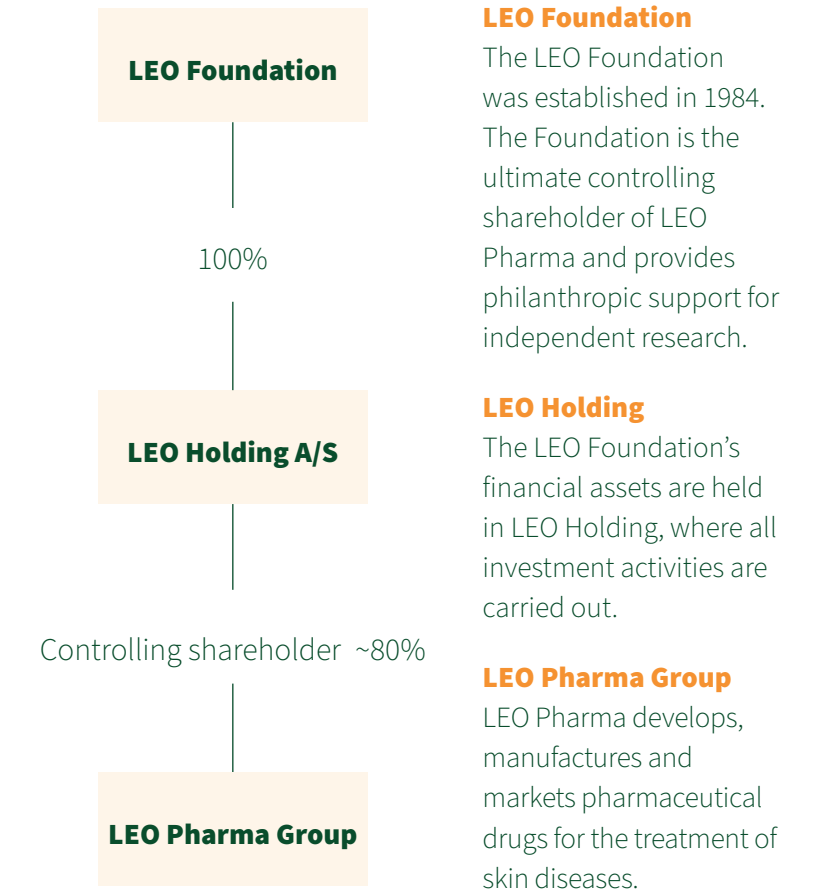 LEO Foundation
100%
LEO Holding A/S
Controlling shareholder ~80%
LEO Pharma Group
LEO Foundation
The LEO Foundation
was established in 1984.
The Foundation is the
ultimate controlling
shareholder of LEO
Pharma and provides
philanthropic support for
independent research.
LEO Holding
The LEO Foundation’s
financial assets are held
in LEO Holding, where all
investment activities are
carried out.
LEO Pharma Group
LEO Pharma develops,
manufactures and
markets pharmaceutical
drugs for the treatment of
skin diseases.